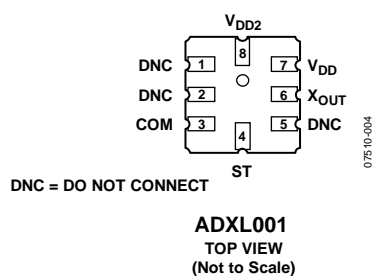 VDD2
8
DNC 1 7 VDD
DNC 2 6 XOUT
COM 3 5 DNC
4
ST
DNC = DO NOT CONNECT
07510-004
ADXL001
TOP VIEW
(Not to Scale)